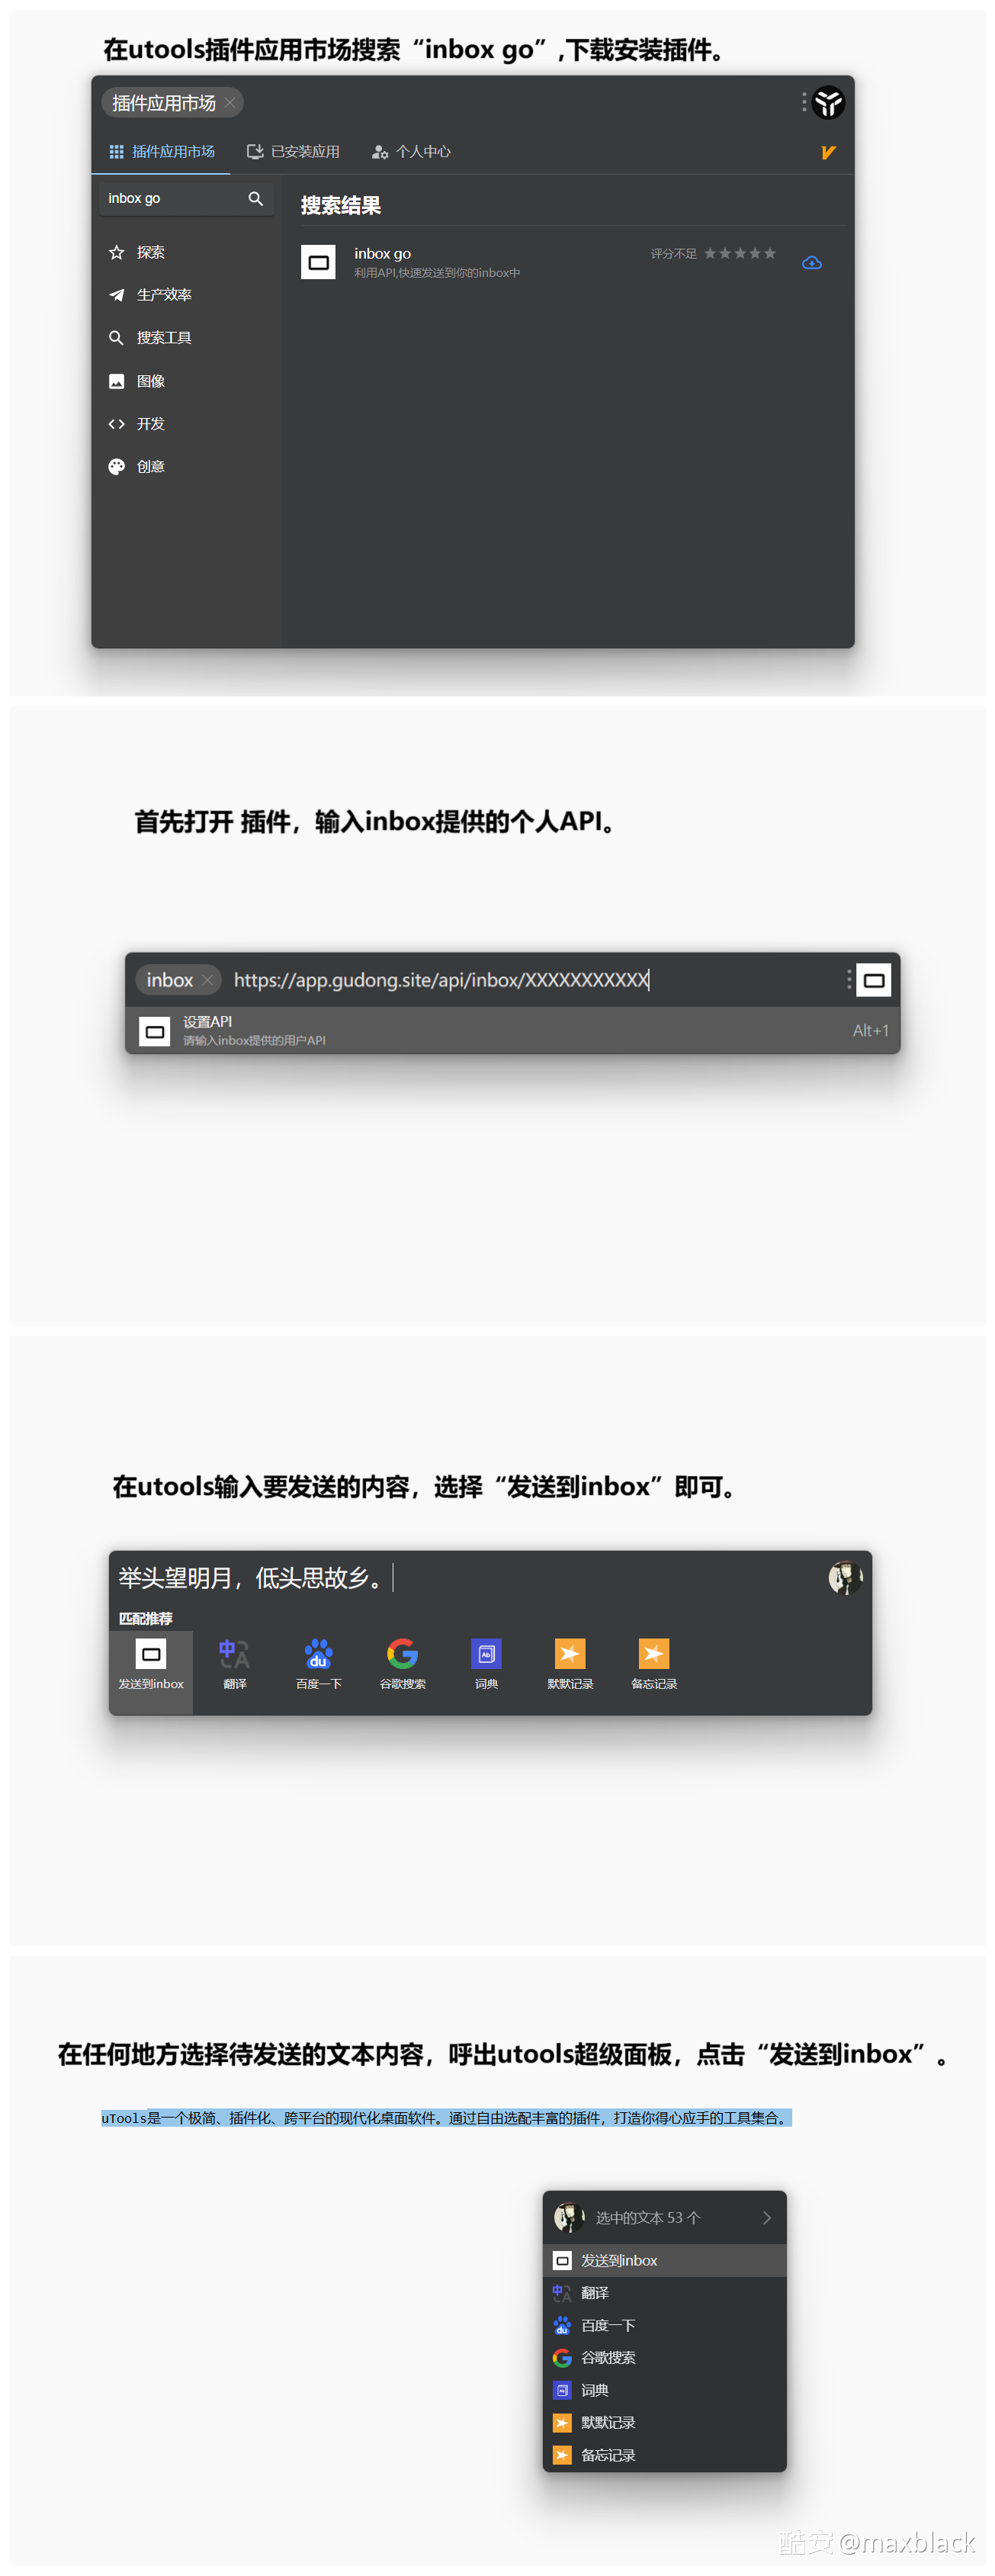 在utools插件应用市场搜索“inbox go”,下载安装插件。
插件应用市场
插件应用市场 已安装应用 个人中心
inbox go
搜索结果
inbox go
利用API,快速发送到你的inbox中
评分不足
探索
生产效率
搜索工具
图像
开发
创意
首先打开 插件，输入inbox提供的个人API。
inbox https://app.gudong.site/api/inbox/XXXXXXXXXXX
设置API
请输入inbox提供的用户API
Alt+1
在utools输入要发送的内容，选择“发送到inbox”即可。
举头望明月，低头思故乡。
匹配推荐
中A du G Ab
发送到inbox 翻译 百度一下 谷歌搜索 词典 默默记录 备忘记录
在任何地方选择待发送的文本内容，呼出utools超级面板，点击“发送到inbox”。
uTools是一个极简、插件化、跨平台的现代化桌面软件。通过自由选配丰富的插件，打造你得心应手的工具集合。
选中的文本 53 个
发送到inbox
翻译
百度一下
谷歌搜索
词典
默默记录
备忘记录
酷安 @maxblack